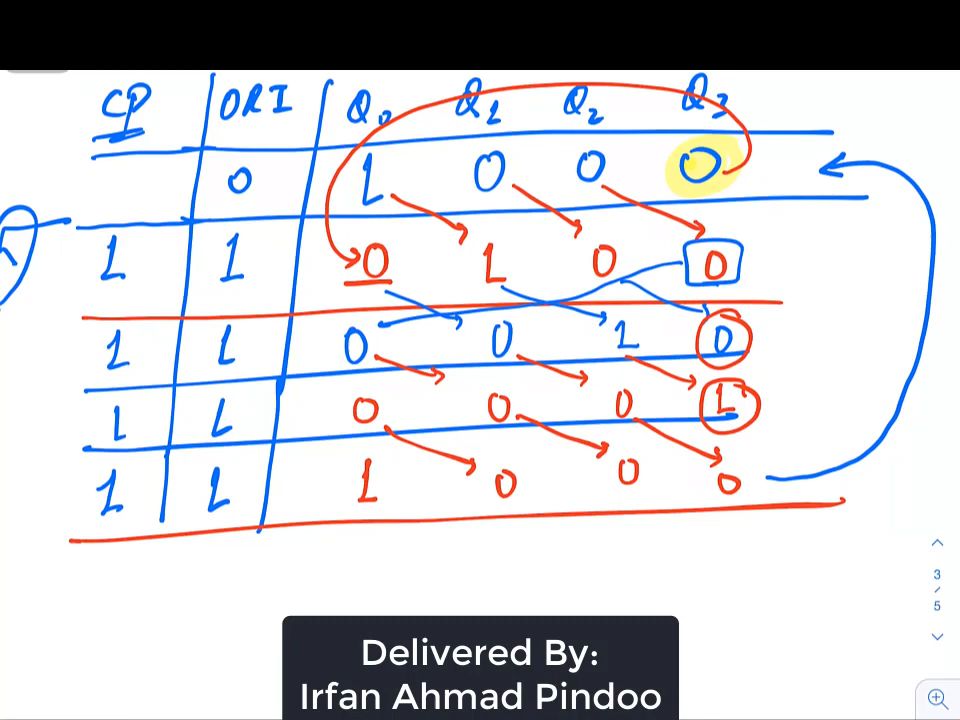 CP ORI Q0 Q1 Q2 Q3
0 1 0 0 0
1 1 0 1 0 0
1 1 0 0 1 0
1 1 0 0 0 1
1 1 1 0 0 0
3
/
5
Delivered By:
Irfan Ahmad Pindoo